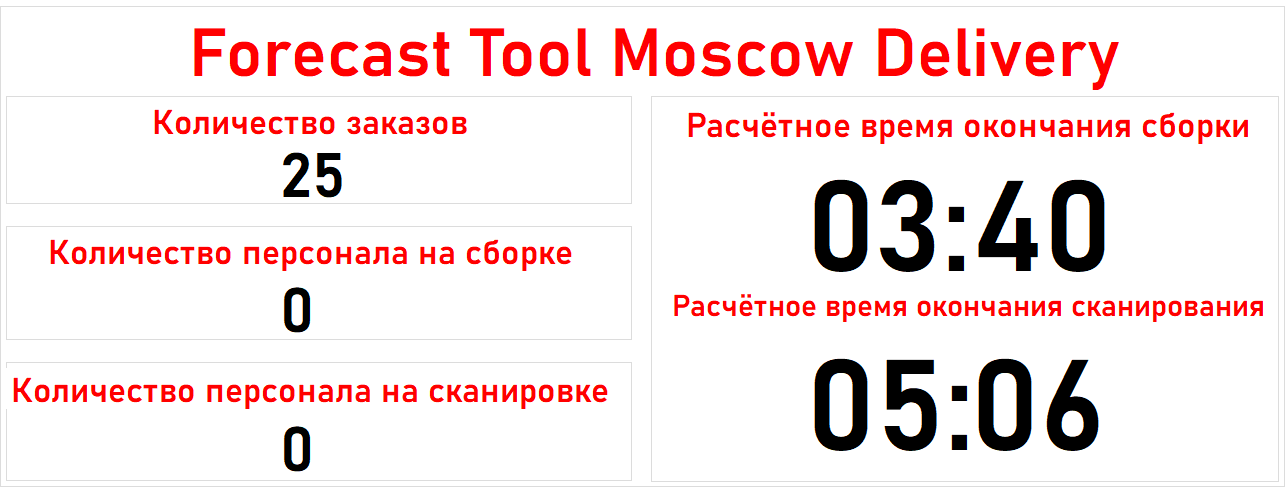 Forecast Tool Moscow Delivery
Количество заказов
25
Количество персонала на сборке
0
Количество персонала на сканировке
0
Расчётное время окончания сборки
03:40
Расчётное время окончания сканирования
05:06